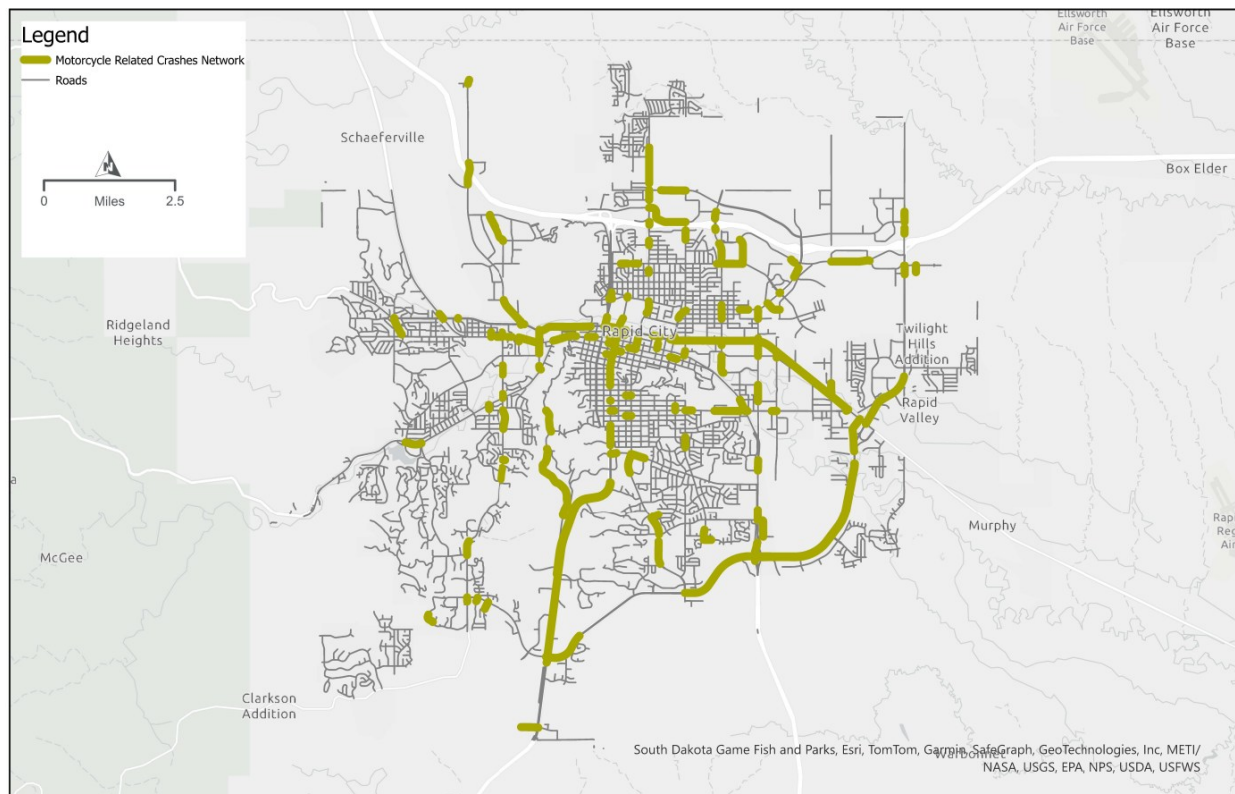 Legend
Motorcycle Related Crashes Network
Roads
0 Miles 2.5
Ellsworth
Air Force
Base
Ellsworth
Air Force
Base
Schaeferville
Box Elder
Ridgeland
Heights
Rapid City
Twilight
Hills
Addition
Rapid
Valley
Murphy
McGee
Clarkson
Addition
Warbonnet
South Dakota Game Fish and Parks, Esri, TomTom, Garmin, SafeGraph, GeoTechnologies, Inc, METI/
NASA, USGS, EPA, NPS, USDA, USFWS